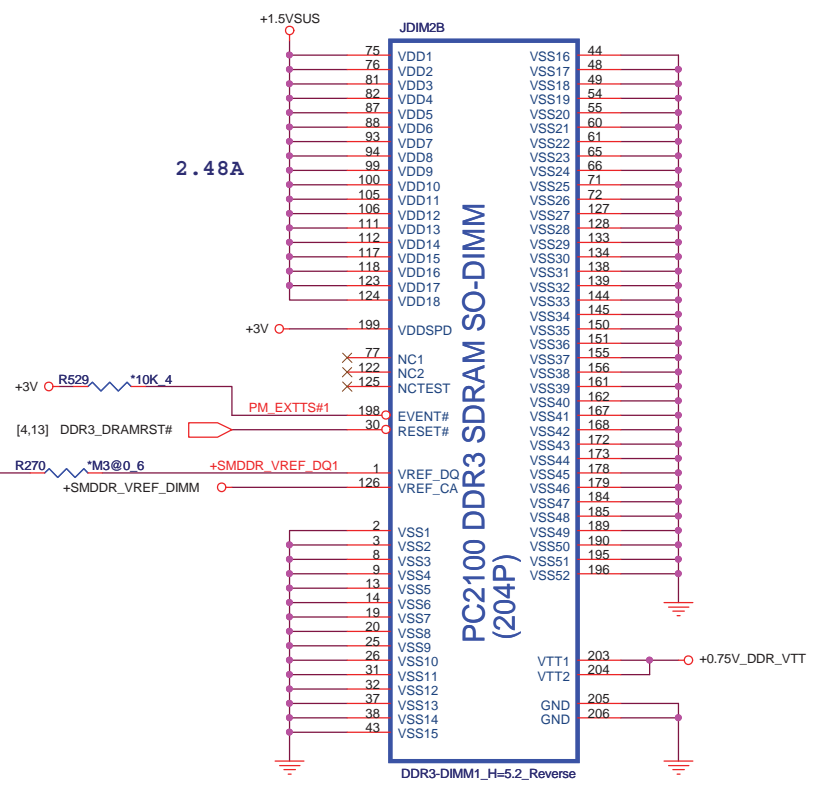 +1.5VSUS
JDIM2B
2.48A
75 VDD1
76 VDD2
81 VDD3
82 VDD4
87 VDD5
88 VDD6
93 VDD7
94 VDD8
99 VDD9
100 VDD10
105 VDD11
106 VDD12
111 VDD13
112 VDD14
117 VDD15
118 VDD16
123 VDD17
124 VDD18
+3V 199 VDDSPD
77 NC1
122 NC2
125 NCTEST
+3V R529 *10K_4
PM_EXTTS#1 198 EVENT#
[4,13] DDR3_DRAMRST# 30 RESET#
R270 *M3@0_6 +SMDDR_VREF_DQ1 1 VREF_DQ
+SMDDR_VREF_DIMM 126 VREF_CA
2 VSS1
3 VSS2
8 VSS3
9 VSS4
13 VSS5
14 VSS6
19 VSS7
20 VSS8
25 VSS9
26 VSS10
31 VSS11
32 VSS12
37 VSS13
38 VSS14
43 VSS15
PC2100 DDR3 SDRAM SO-DIMM
(204P)
VSS16 44
VSS17 48
VSS18 49
VSS19 54
VSS20 55
VSS21 60
VSS22 61
VSS23 65
VSS24 66
VSS25 71
VSS26 72
VSS27 127
VSS28 128
VSS29 133
VSS30 134
VSS31 138
VSS32 139
VSS33 144
VSS34 145
VSS35 150
VSS36 151
VSS37 155
VSS38 156
VSS39 161
VSS40 162
VSS41 167
VSS42 168
VSS43 172
VSS44 173
VSS45 178
VSS46 179
VSS47 184
VSS48 185
VSS49 189
VSS50 190
VSS51 195
VSS52 196
VTT1 203 +0.75V_DDR_VTT
VTT2 204
GND 205
GND 206
DDR3-DIMM1_H=5.2_Reverse